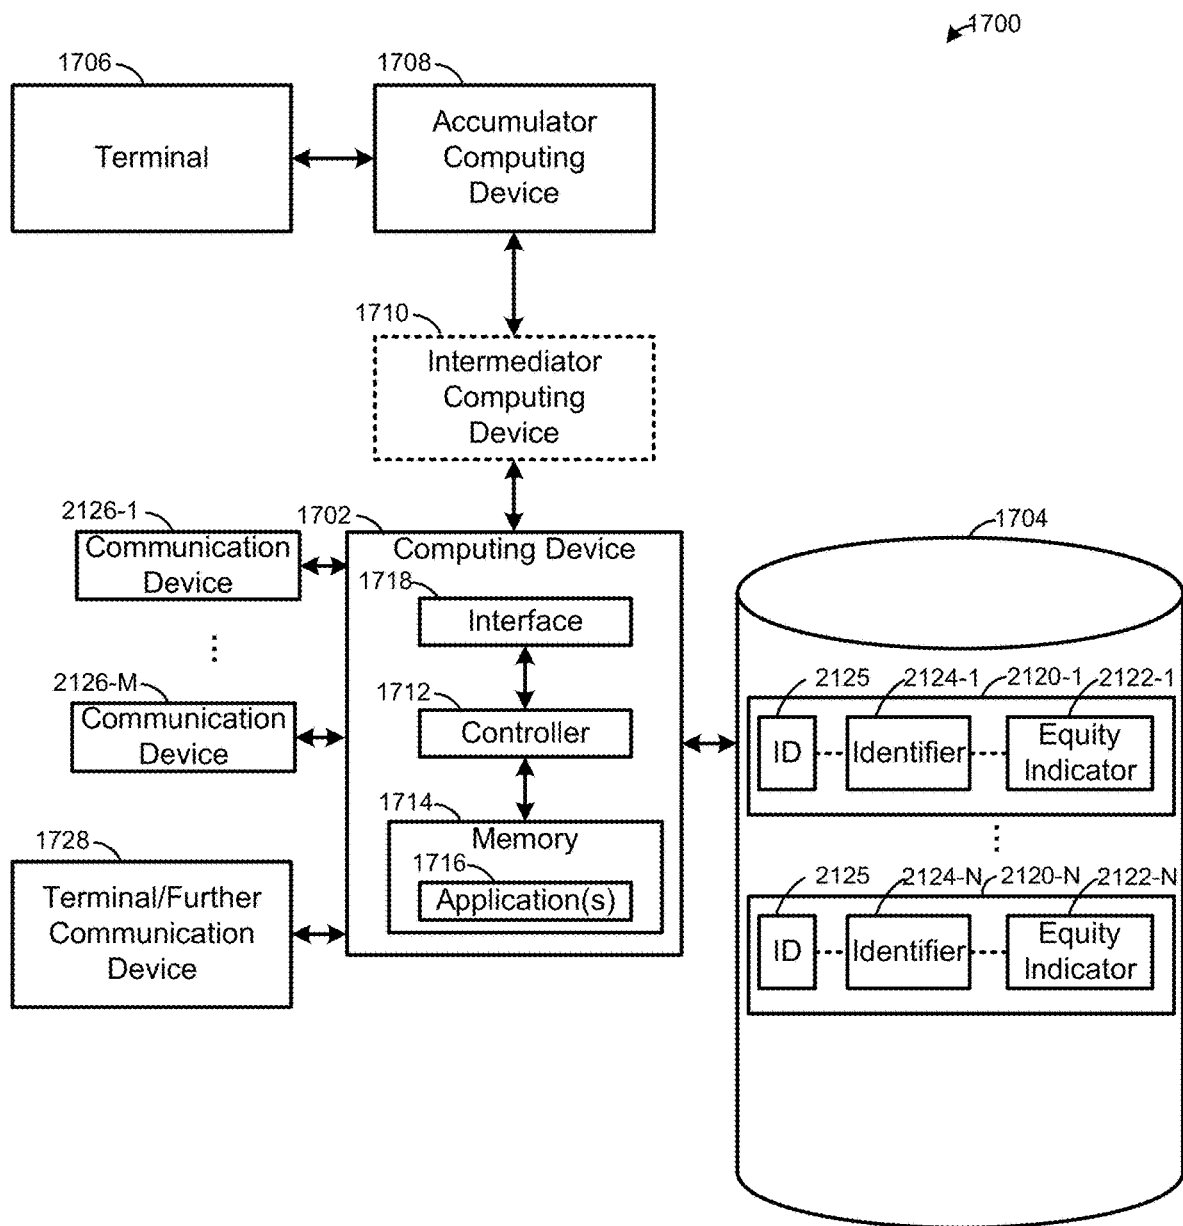 1700
1706
1708
Terminal
Accumulator
Computing
Device
1710
Intermediator
Computing
Device
2126-1
1702
1704
Communication
Device
Computing Device
1718
Interface
2126-M
Communication
Device
1712
Controller
2125
2124-1
2120-1
2122-1
ID
Identifier
Equity
Indicator
1714
Memory
1716
Application(s)
1728
Terminal/Further
Communication
Device
2125
2124-N
2120-N
2122-N
ID
Identifier
Equity
Indicator